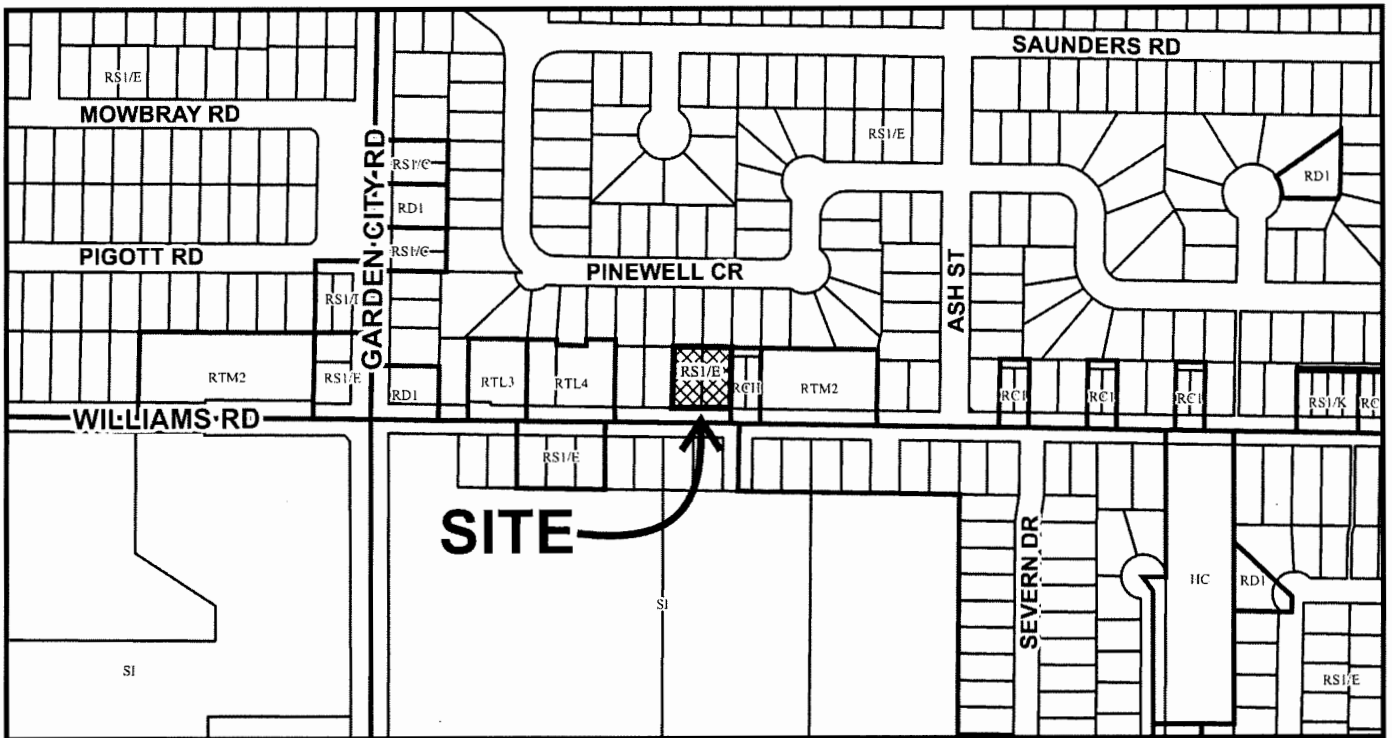 SAUNDERS RD
RS1/E
MOWBRAY RD
RS1/E
GARDEN CITY RD
RS1/C
RD1
RD1
RS1/C
PIGOTT RD
PINEWELL CR
ASH ST
RS1/E
RTM2
RS1/E
RD1
RTL3
RTL4
RS1/E
RTM2
RC1
RC1
RC1
RS1/K
RC
WILLIAMS RD
RS1/E
SITE
SEVERN DR
HC
RD1
SI
SI
RS1/E